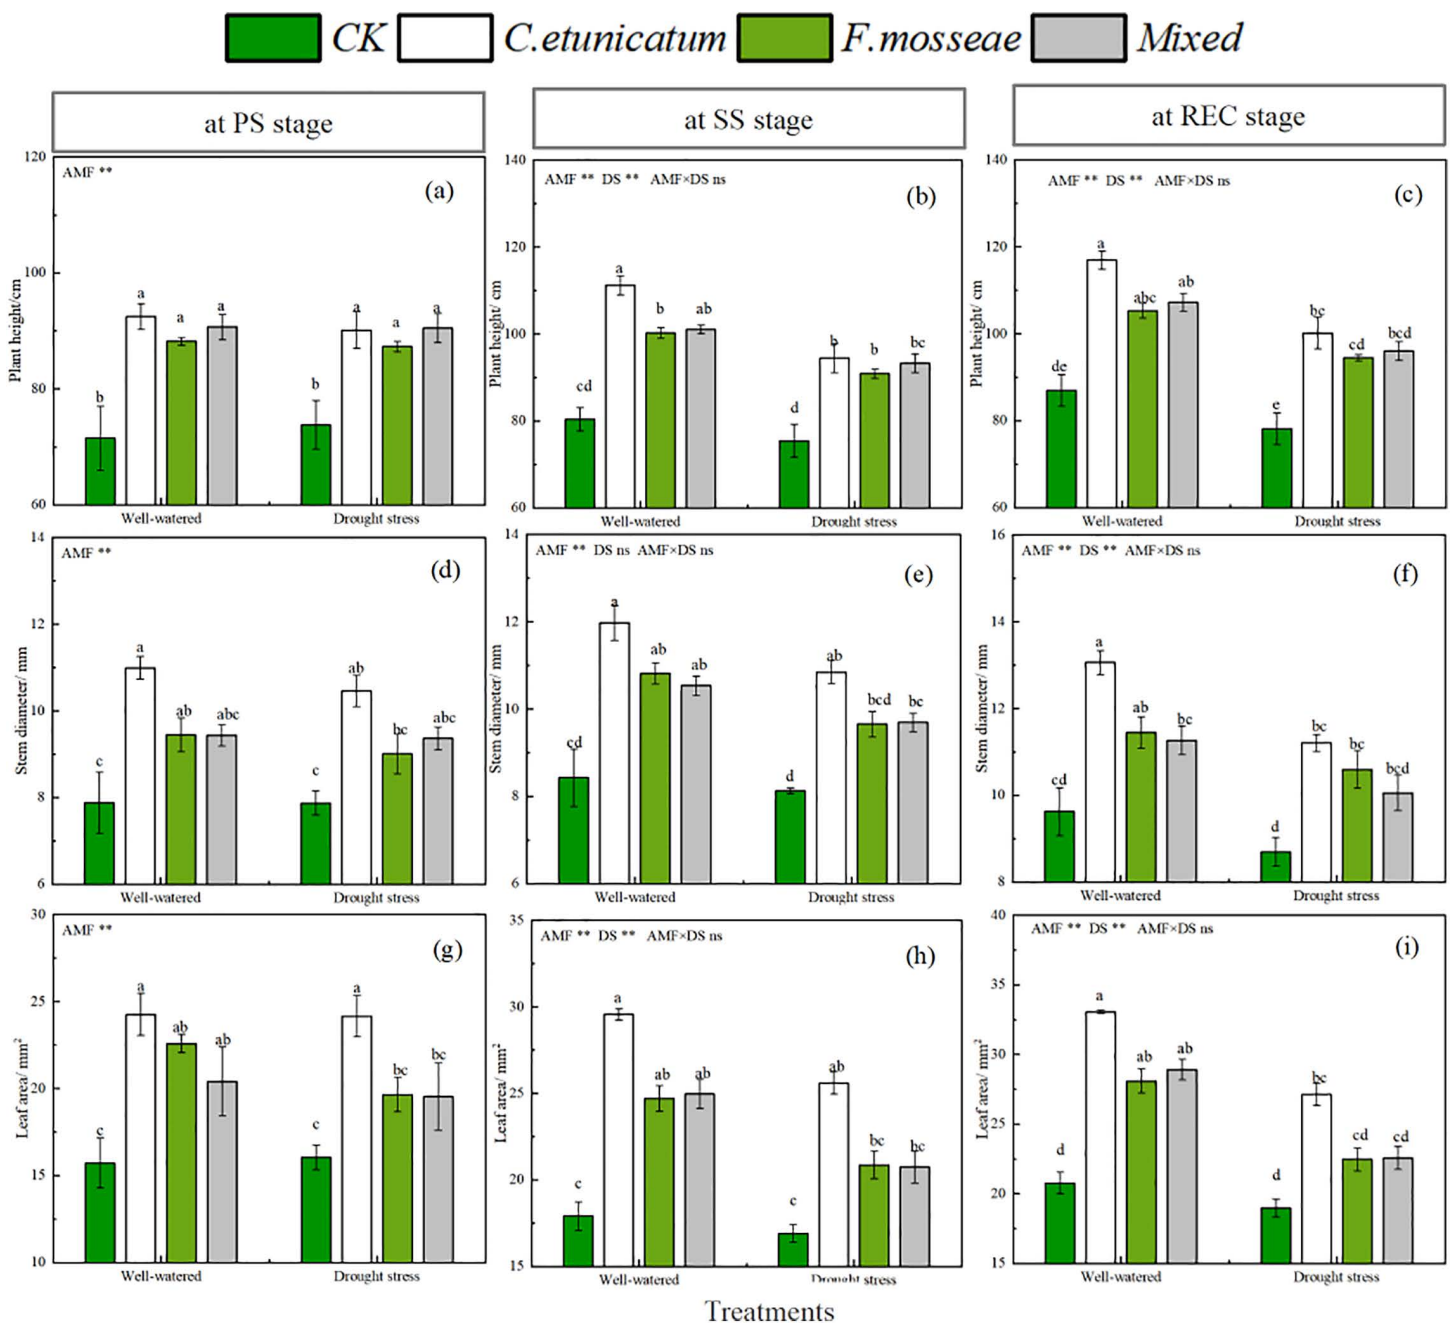 CK C.etunicatum F.mosseae Mixed
at PS stage
at SS stage
at REC stage
120
100
80
60
Plant height/cm
AMF **
(a)
b a a a
b a a a
Well-watered Drought stress
140
120
100
80
60
Plant height/ cm
AMF ** DS ** AMF×DS ns
(b)
cd a b ab
d b b bc
Well-watered Drought stress
140
120
100
80
60
Plant height/ cm
AMF ** DS ** AMF×DS ns
(c)
de a abc ab
e bc cd bcd
Well-watered Drought stress
14
12
10
8
6
Stem diameter/ mm
AMF **
(d)
c a ab abc
c ab bc abc
Well-watered Drought stress
14
12
10
8
6
Stem diameter/ mm
AMF ** DS ns AMF×DS ns
(e)
cd a ab ab
d ab bcd bc
Well-watered Drought stress
16
14
12
10
8
Stem diameter/ mm
AMF ** DS ** AMF×DS ns
(f)
cd a ab bc
d bc bc bcd
Well-watered Drought stress
30
25
20
15
10
Leaf area/ mm²
AMF **
(g)
c a ab ab
c a bc bc
Well-watered Drought stress
35
30
25
20
15
Leaf area/ mm²
AMF ** DS ** AMF×DS ns
(h)
c a ab ab
c ab bc bc
Well-watered Drought stress
40
35
30
25
20
15
Leaf area/ mm²
AMF ** DS ** AMF×DS ns
(i)
d a ab ab
d bc cd cd
Well-watered Drought stress
Treatments